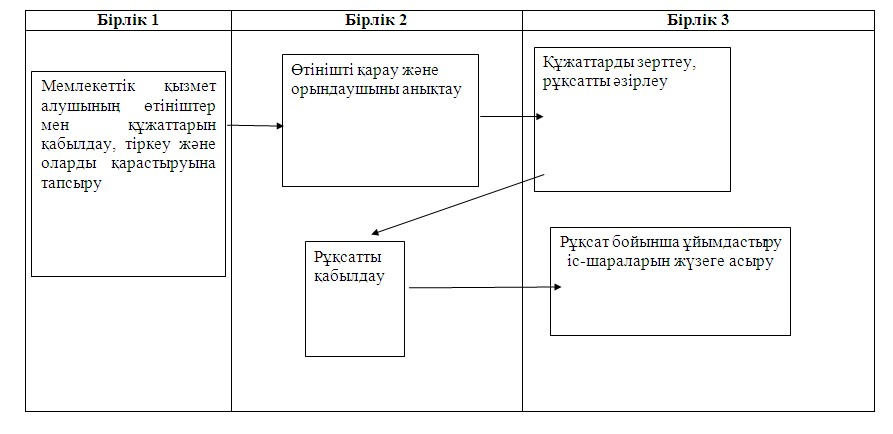 Бірлік 1
Бірлік 2
Бірлік 3
Мемлекеттік қызмет
алушының өтініштер
мен құжаттарын
қабылдау, тіркеу және
оларды қарастыруына
тапсыру
Өтінішті қарау және
орындаушыны анықтау
Құжаттарды зерттеу,
рұқсатты әзірлеу
Рұқсатты
қабылдау
Рұқсат бойынша ұйымдастыру
іс-шараларын жүзеге асыру